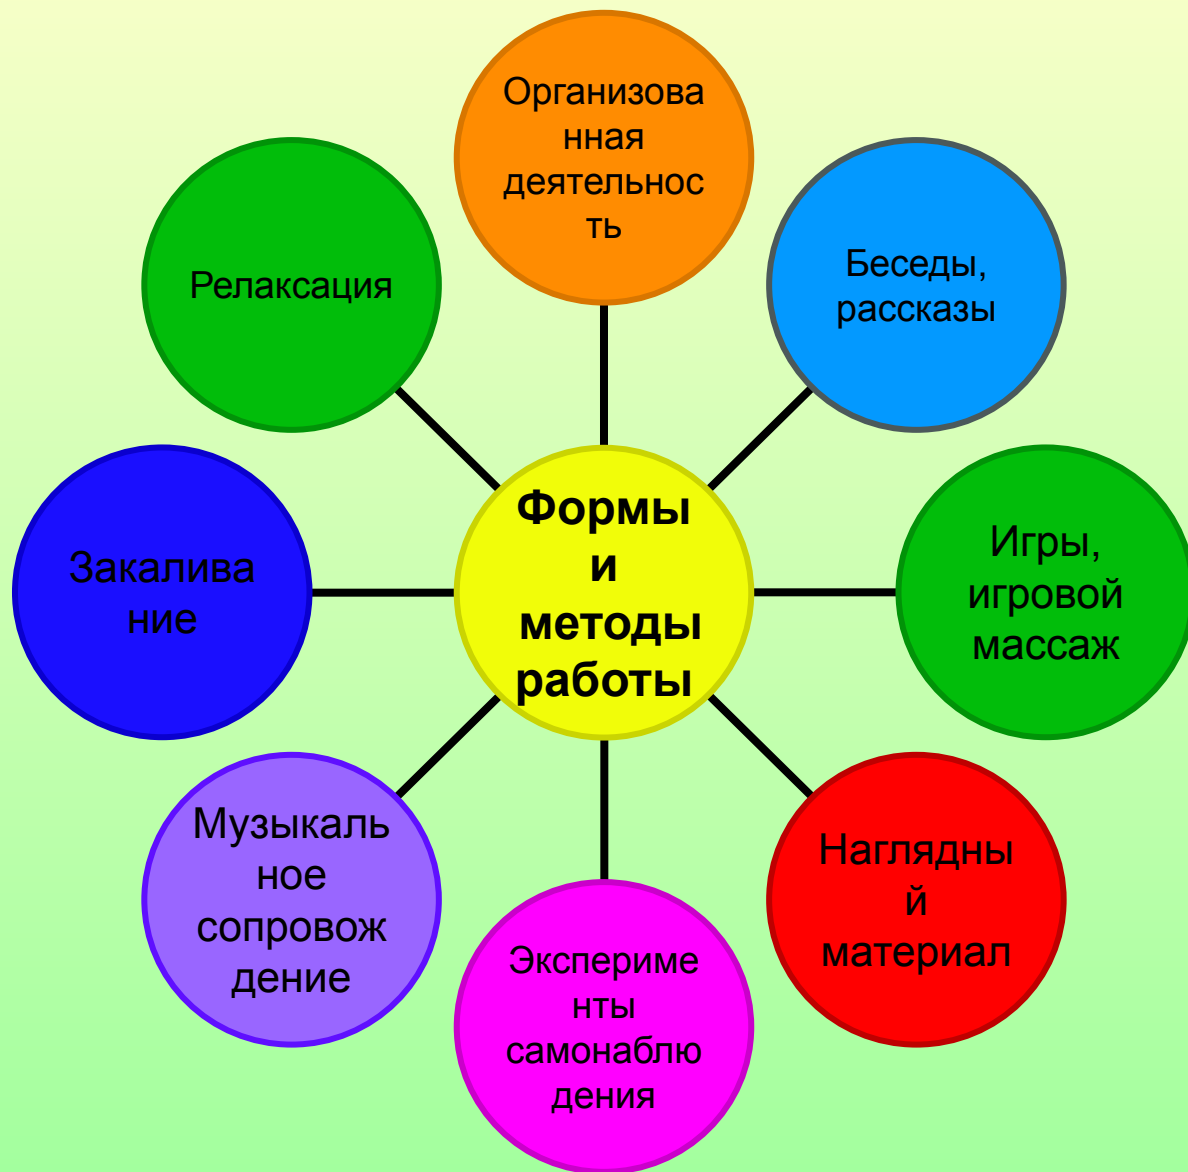 Организова
нная
деятельнос
ть
Беседы,
рассказы
Игры,
игровой
массаж
Наглядны
й
материал
Эксперимe
нты
самонаблю
дения
Музыкаль
ное
сопровож
дение
Закалива
ние
Релаксация
Формы
и
методы
работы